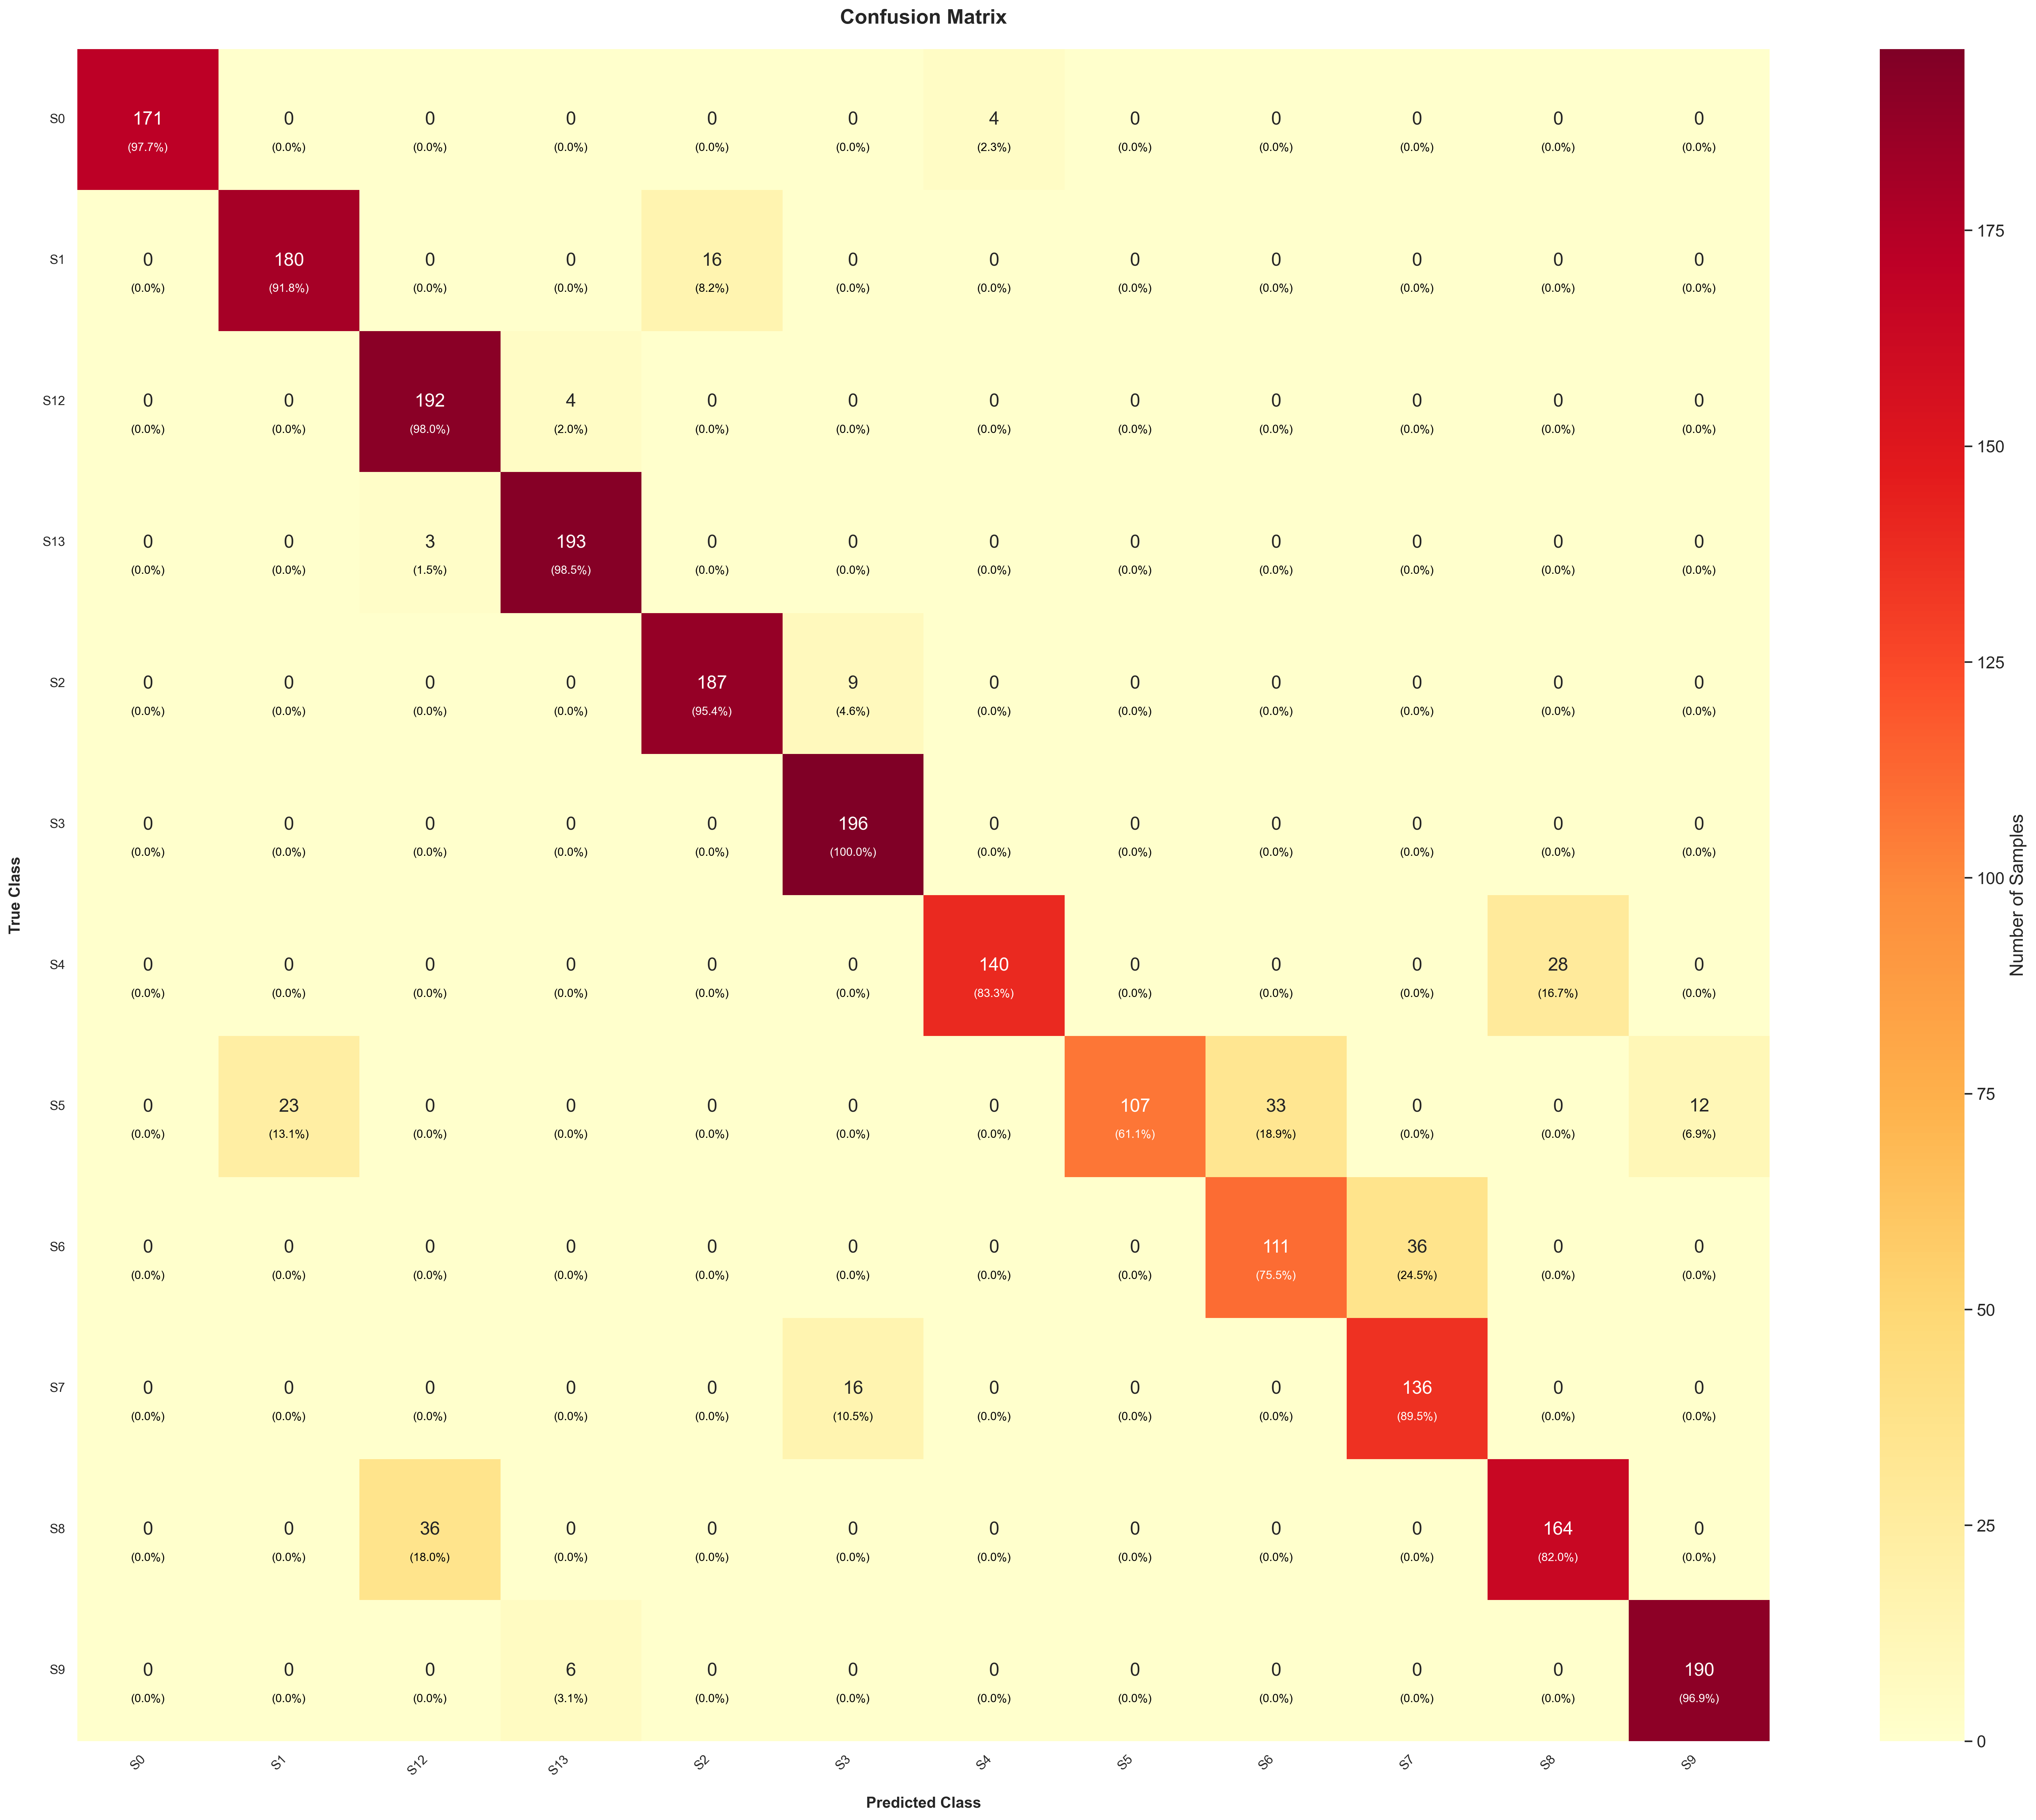 Confusion Matrix
S0
171 0 0 0 0 0 4 0 0 0 0 0
(97.7%) (0.0%) (0.0%) (0.0%) (0.0%) (0.0%) (2.3%) (0.0%) (0.0%) (0.0%) (0.0%) (0.0%)
S1
0 180 0 0 16 0 0 0 0 0 0 0
(0.0%) (91.8%) (0.0%) (0.0%) (8.2%) (0.0%) (0.0%) (0.0%) (0.0%) (0.0%) (0.0%) (0.0%)
S12
0 0 192 4 0 0 0 0 0 0 0 0
(0.0%) (0.0%) (98.0%) (2.0%) (0.0%) (0.0%) (0.0%) (0.0%) (0.0%) (0.0%) (0.0%) (0.0%)
S13
0 0 3 193 0 0 0 0 0 0 0 0
(0.0%) (0.0%) (1.5%) (98.5%) (0.0%) (0.0%) (0.0%) (0.0%) (0.0%) (0.0%) (0.0%) (0.0%)
S2
0 0 0 0 187 9 0 0 0 0 0 0
(0.0%) (0.0%) (0.0%) (0.0%) (95.4%) (4.6%) (0.0%) (0.0%) (0.0%) (0.0%) (0.0%) (0.0%)
S3
0 0 0 0 0 196 0 0 0 0 0 0
(0.0%) (0.0%) (0.0%) (0.0%) (0.0%) (100.0%) (0.0%) (0.0%) (0.0%) (0.0%) (0.0%) (0.0%)
S4
0 0 0 0 0 0 140 0 0 0 28 0
(0.0%) (0.0%) (0.0%) (0.0%) (0.0%) (0.0%) (83.3%) (0.0%) (0.0%) (0.0%) (16.7%) (0.0%)
S5
0 23 0 0 0 0 0 107 33 0 0 12
(0.0%) (13.1%) (0.0%) (0.0%) (0.0%) (0.0%) (0.0%) (61.1%) (18.9%) (0.0%) (0.0%) (6.9%)
S6
0 0 0 0 0 0 0 0 111 36 0 0
(0.0%) (0.0%) (0.0%) (0.0%) (0.0%) (0.0%) (0.0%) (0.0%) (75.5%) (24.5%) (0.0%) (0.0%)
S7
0 0 0 0 0 16 0 0 0 136 0 0
(0.0%) (0.0%) (0.0%) (0.0%) (0.0%) (10.5%) (0.0%) (0.0%) (0.0%) (89.5%) (0.0%) (0.0%)
S8
0 0 36 0 0 0 0 0 0 0 164 0
(0.0%) (0.0%) (18.0%) (0.0%) (0.0%) (0.0%) (0.0%) (0.0%) (0.0%) (0.0%) (82.0%) (0.0%)
S9
0 0 0 6 0 0 0 0 0 0 0 190
(0.0%) (0.0%) (0.0%) (3.1%) (0.0%) (0.0%) (0.0%) (0.0%) (0.0%) (0.0%) (0.0%) (96.9%)
S0 S1 S12 S13 S2 S3 S4 S5 S6 S7 S8 S9
Predicted Class
True Class
175
150
125
100
75
50
25
0
Number of Samples